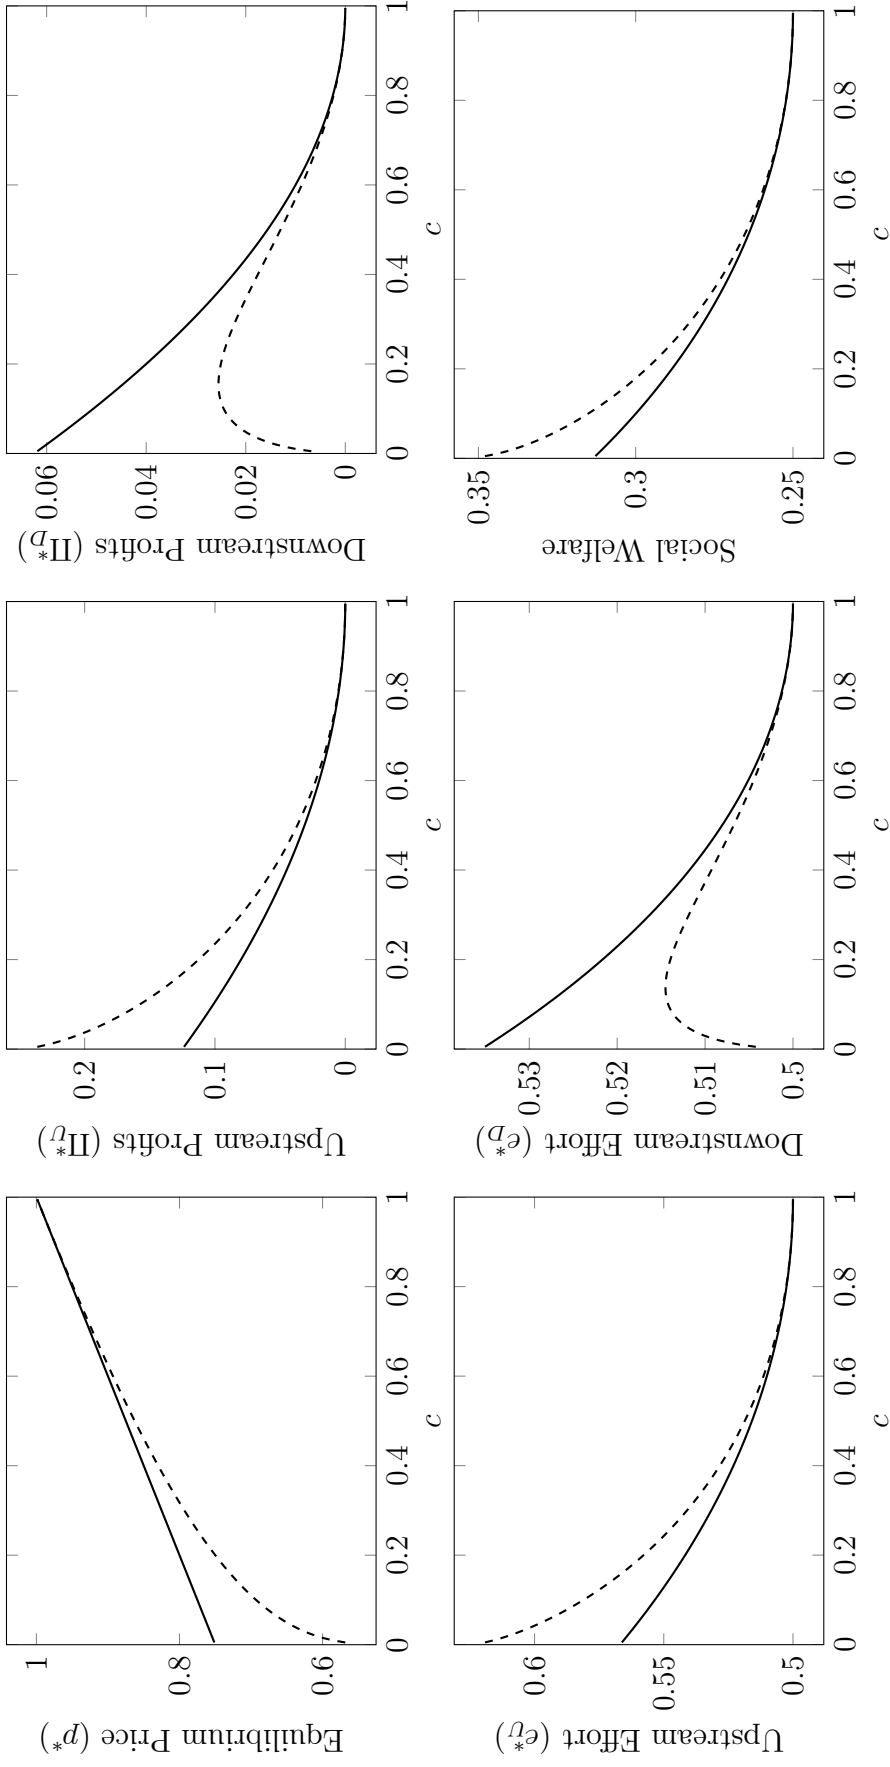 Equilibrium Price (p*)
1
0.8
0.6
0 0.2 0.4 0.6 0.8 1
c
Upstream Profits (Π*U)
0.2
0.1
0
0 0.2 0.4 0.6 0.8 1
c
Downstream Profits (Π*D)
0.06
0.04
0.02
0
0 0.2 0.4 0.6 0.8 1
c
Upstream Effort (e*U)
0.6
0.55
0.5
0 0.2 0.4 0.6 0.8 1
c
Downstream Effort (e*D)
0.53
0.52
0.51
0.5
0 0.2 0.4 0.6 0.8 1
c
Social Welfare
0.35
0.3
0.25
0 0.2 0.4 0.6 0.8 1
c